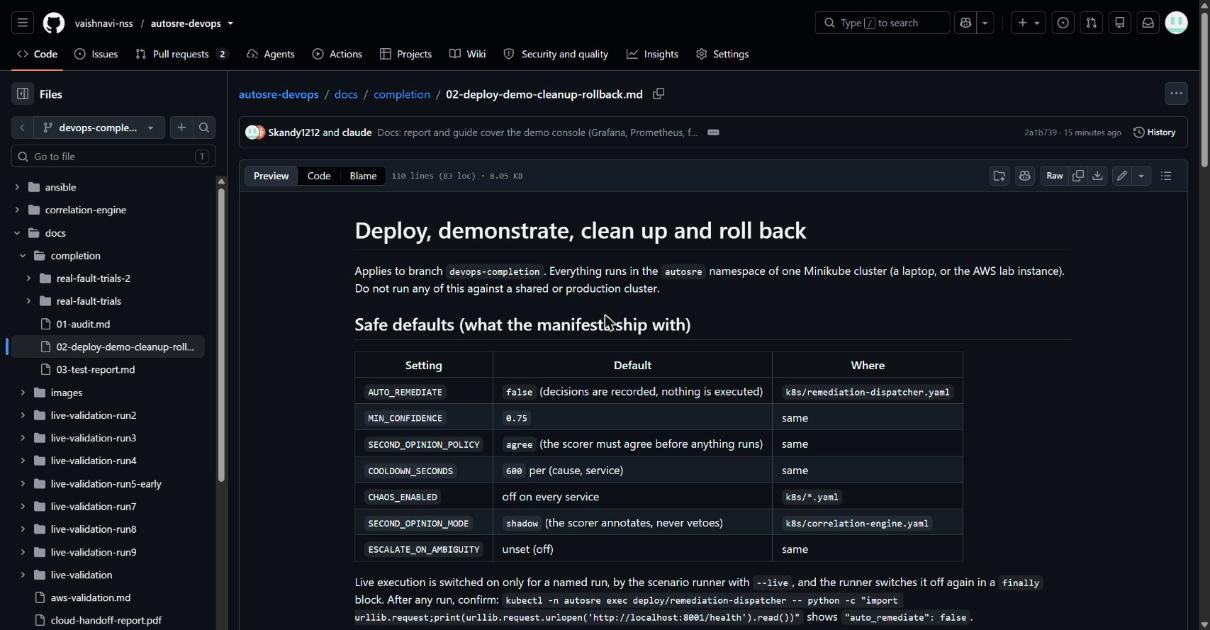 vaishnavi-nss / autosre-devops
Type / to search
Code Issues Pull requests 2 Agents Actions Projects Wiki Security and quality Insights Settings
Files
autosre-devops / docs / completion / 02-deploy-demo-cleanup-rollback.md
devops-comple...
Skandy1212 and claude Docs: report and guide cover the demo console (Grafana, Prometheus, f... 2a1b739 · 15 minutes ago History
Go to file T
Preview Code Blame 110 lines (83 loc) · 8.05 KB Raw
ansible
correlation-engine
docs
completion
real-fault-trials-2
real-fault-trials
01-audit.md
02-deploy-demo-cleanup-roll...
03-test-report.md
images
live-validation-run2
live-validation-run3
live-validation-run4
live-validation-run5-early
live-validation-run7
live-validation-run8
live-validation-run9
live-validation
aws-validation.md
cloud-handoff-report.pdf
Deploy, demonstrate, clean up and roll back
Applies to branch devops-completion. Everything runs in the autosre namespace of one Minikube cluster (a laptop, or the AWS lab instance).
Do not run any of this against a shared or production cluster.
Safe defaults (what the manifests ship with)
Setting Default Where
AUTO_REMEDIATE false (decisions are recorded, nothing is executed) k8s/remediation-dispatcher.yaml
MIN_CONFIDENCE 0.75 same
SECOND_OPINION_POLICY agree (the scorer must agree before anything runs) same
COOLDOWN_SECONDS 600 per (cause, service) same
CHAOS_ENABLED off on every service k8s/*.yaml
SECOND_OPINION_MODE shadow (the scorer annotates, never vetoes) k8s/correlation-engine.yaml
ESCALATE_ON_AMBIGUITY unset (off) same
Live execution is switched on only for a named run, by the scenario runner with --live, and the runner switches it off again in a finally
block. After any run, confirm: kubectl -n autosre exec deploy/remediation-dispatcher -- python -c "import
urllib.request;print(urllib.request.urlopen('http://localhost:8001/health').read())" shows "auto_remediate": false.